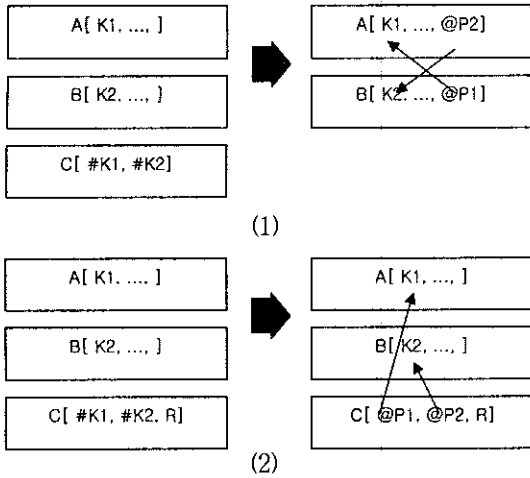 A[ K1, ..., ]
B[ K2, ..., ]
C[ #K1, #K2]
A[ K1, ..., @P2]
B[ K2, ..., @P1]
(1)
A[ K1, ..., ]
B[ K2, ..., ]
C[ #K1, #K2, R]
A[ K1, ..., ]
B[ K2, ..., ]
C[ @P1, @P2, R]
(2)